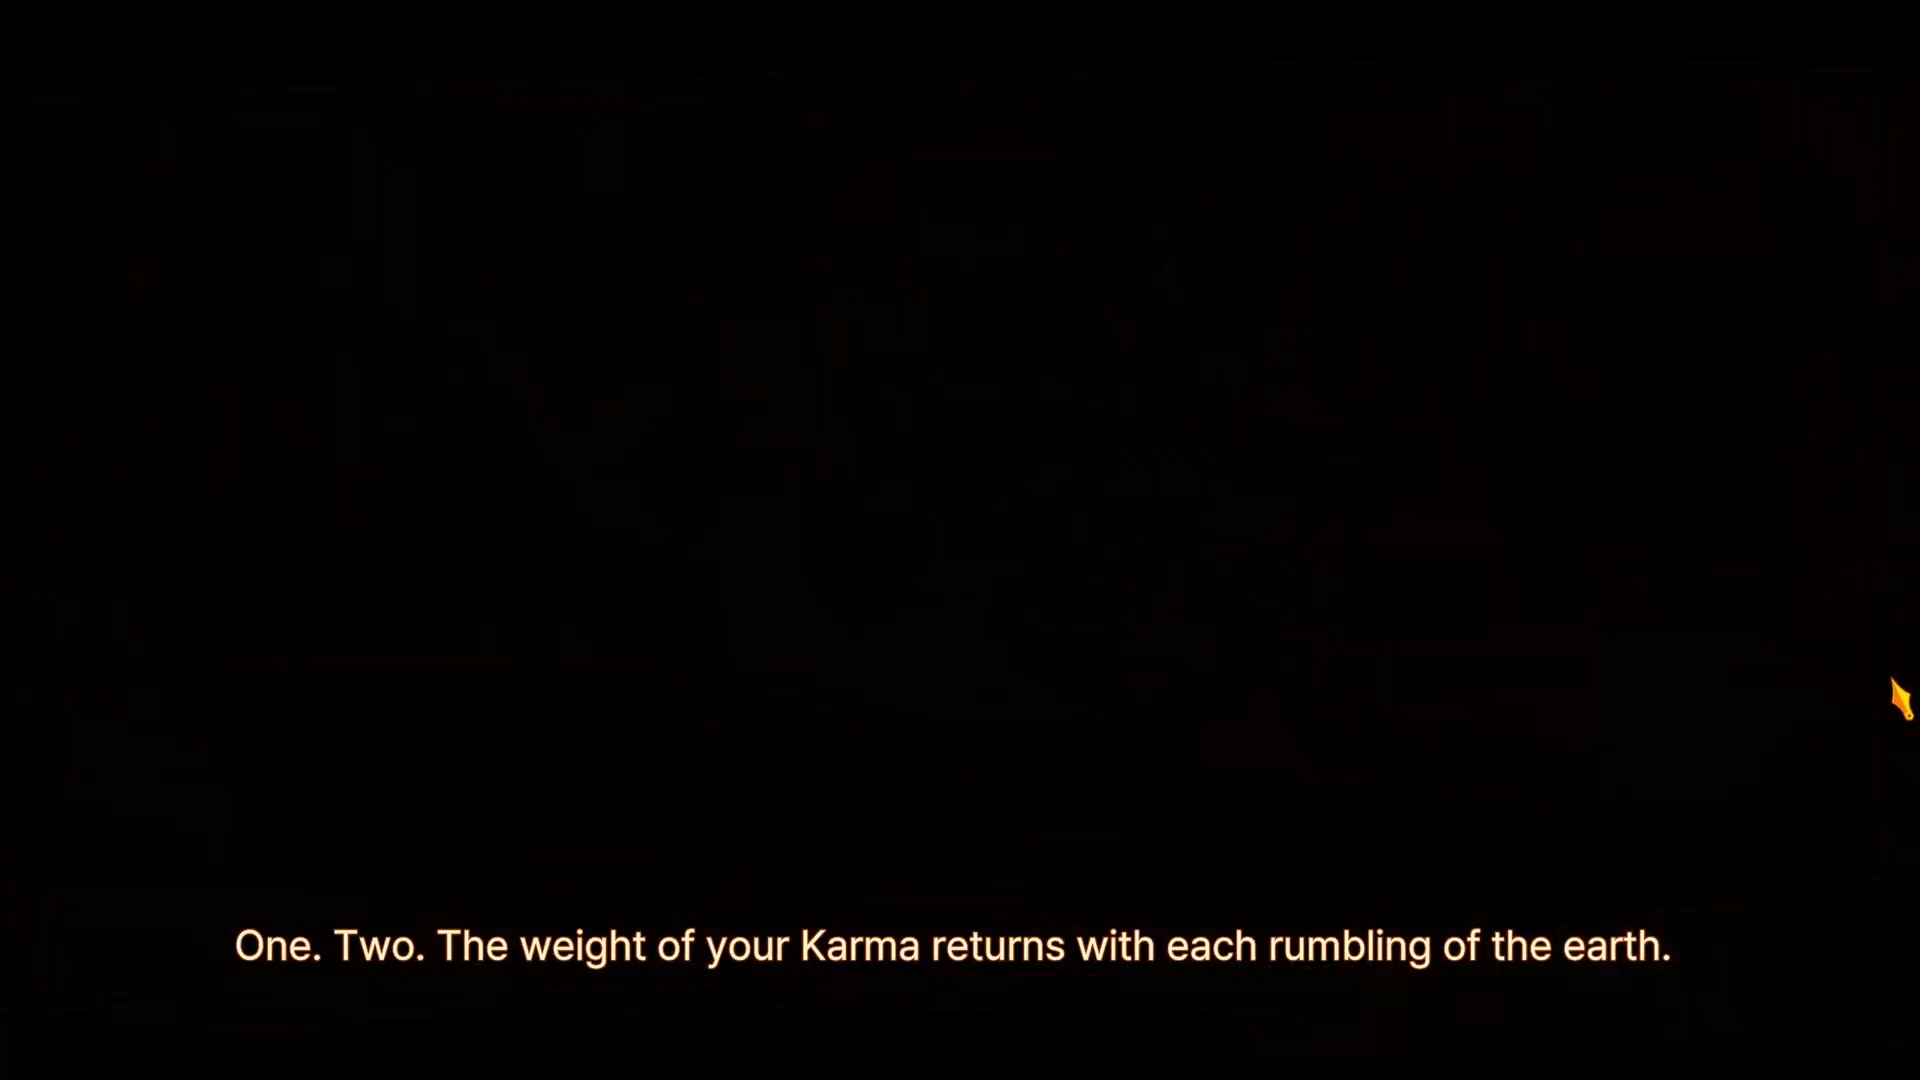 One. Two. The weight of your Karma returns with each rumbling of the earth.